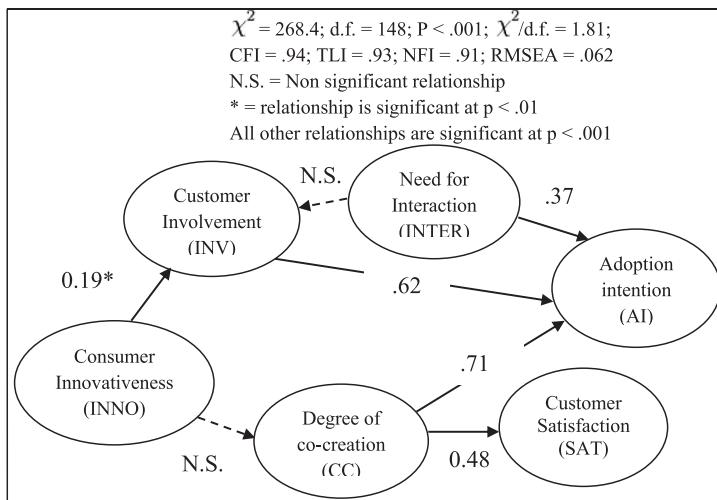 χ² = 268.4; d.f. = 148; P < .001; χ²/d.f. = 1.81;
CFI = .94; TLI = .93; NFI = .91; RMSEA = .062
N.S. = Non significant relationship
* = relationship is significant at p < .01
All other relationships are significant at p < .001
N.S.
Customer
Involvement
(INV)
Need for
Interaction
(INTER)
.37
Adoption
intention
(AI)
0.19*
.62
Consumer
Innovativeness
(INNO)
.71
Degree of
co-creation
(CC)
Customer
Satisfaction
(SAT)
N.S.
0.48